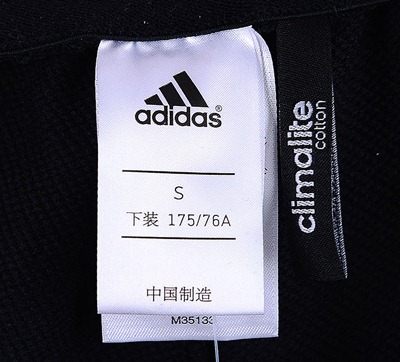 adidas
S
下装 175/76A
中国制造
M35133
climalite
cotton